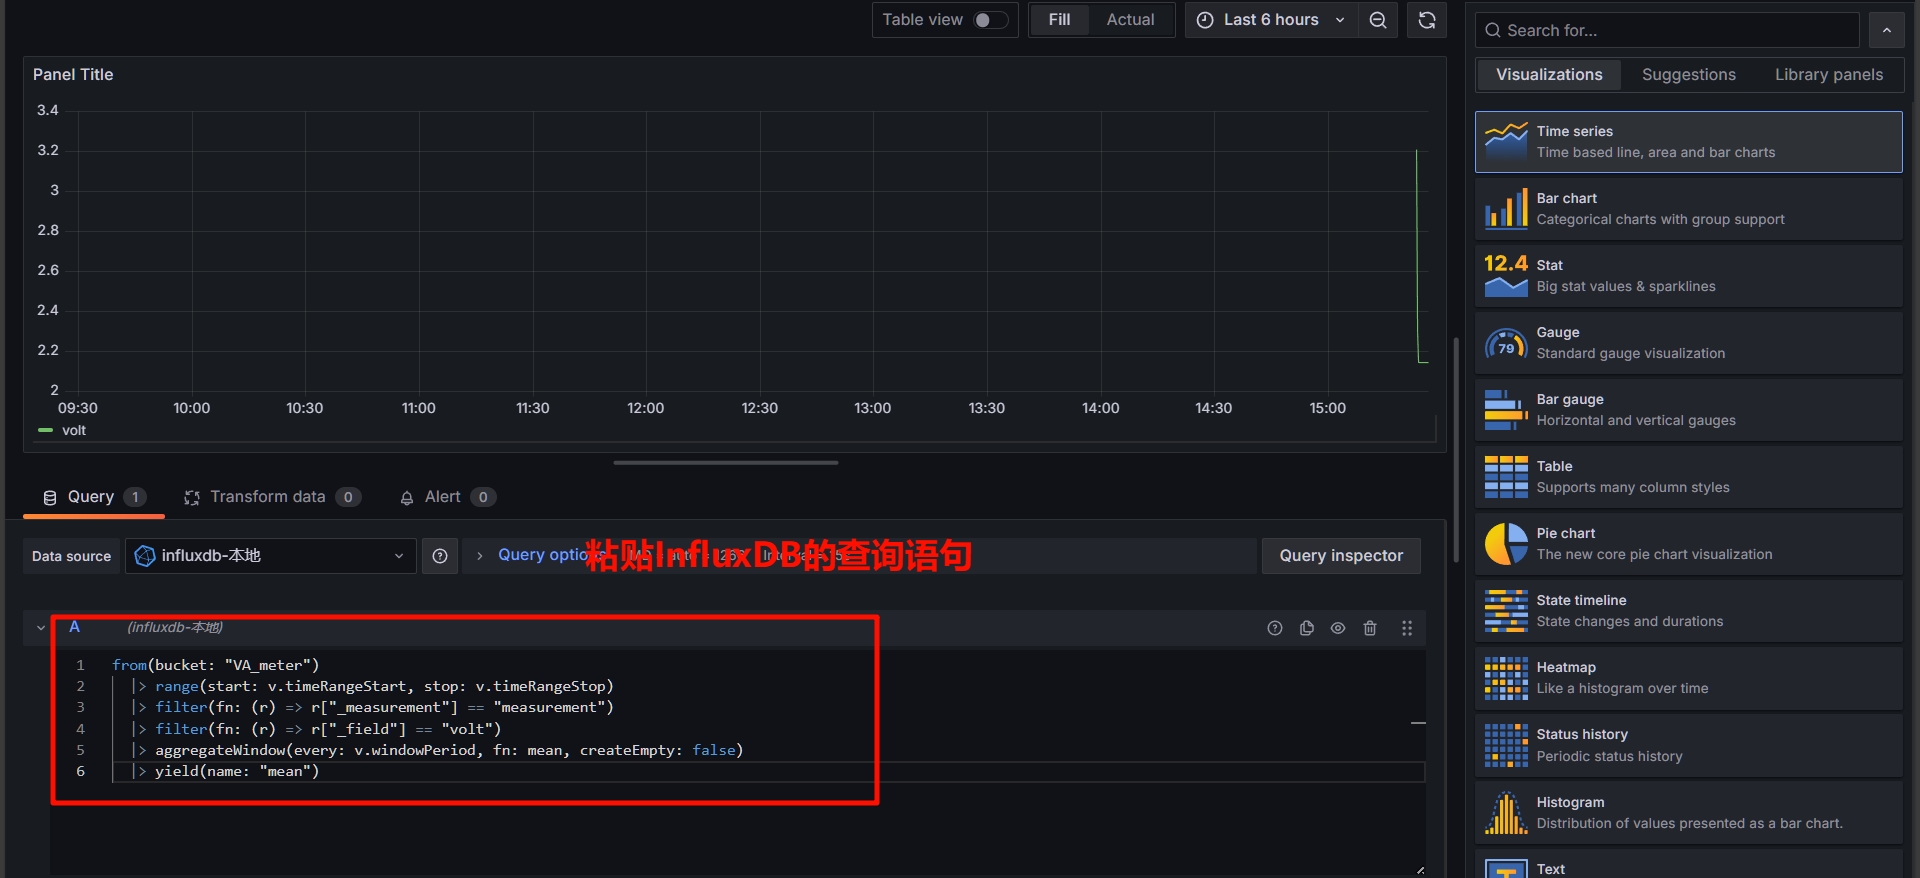 Table view
Fill
Actual
Last 6 hours
Search for...
Visualizations
Suggestions
Library panels
Panel Title
3.4
3.2
3
2.8
2.6
2.4
2.2
2
09:30
10:00
10:30
11:00
11:30
12:00
12:30
13:00
13:30
14:00
14:30
15:00
volt
Query 1
Transform data 0
Alert 0
Data source
influxdb-本地
Query options
粘贴InfluxDB的查询语句
Query inspector
A (influxdb-本地)
1 from(bucket: "VA_meter")
2 |> range(start: v.timeRangeStart, stop: v.timeRangeStop)
3 |> filter(fn: (r) => r["_measurement"] == "measurement")
4 |> filter(fn: (r) => r["_field"] == "volt")
5 |> aggregateWindow(every: v.windowPeriod, fn: mean, createEmpty: false)
6 |> yield(name: "mean")
Time series
Time based line, area and bar charts
Bar chart
Categorical charts with group support
12.4
Stat
Big stat values & sparklines
79
Gauge
Standard gauge visualization
Bar gauge
Horizontal and vertical gauges
Table
Supports many column styles
Pie chart
The new core pie chart visualization
State timeline
State changes and durations
Heatmap
Like a histogram over time
Status history
Periodic status history
Histogram
Distribution of values presented as a bar chart.
Text